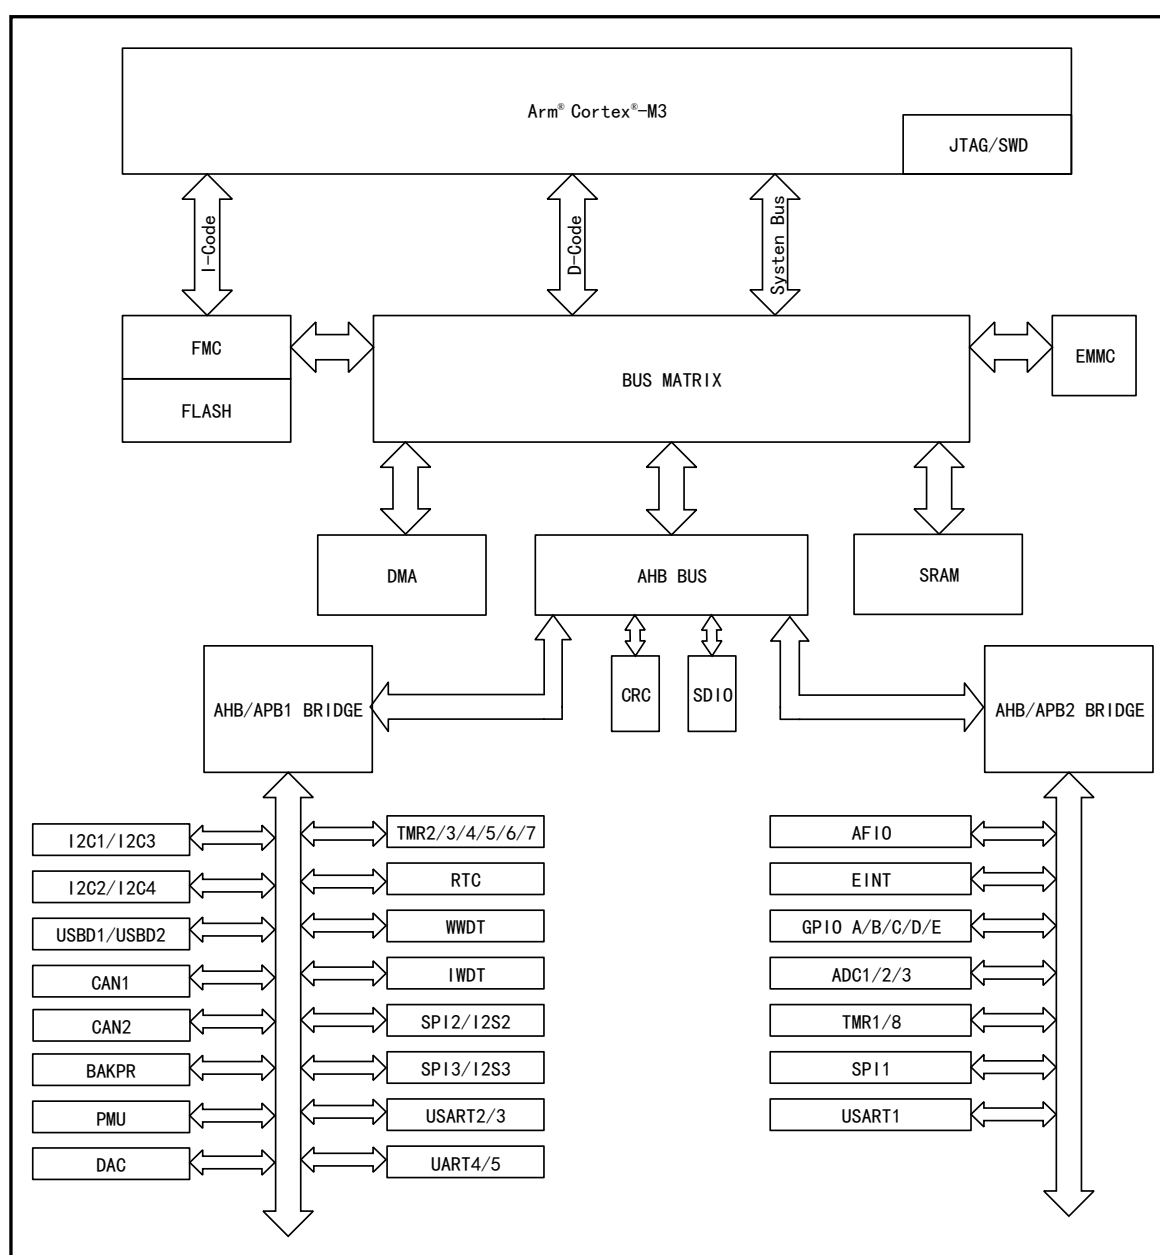 Arm® Cortex®-M3
JTAG/SWD
I-Code
D-Code
Systen Bus
FMC
FLASH
BUS MATRIX
EMMC
DMA
AHB BUS
SRAM
CRC
SDIO
AHB/APB1 BRIDGE
AHB/APB2 BRIDGE
I2C1/I2C3
I2C2/I2C4
USBD1/USBD2
CAN1
CAN2
BAKPR
PMU
DAC
TMR2/3/4/5/6/7
RTC
WWDT
IWDT
SPI2/I2S2
SPI3/I2S3
USART2/3
UART4/5
AFIO
EINT
GPIO A/B/C/D/E
ADC1/2/3
TMR1/8
SPI1
USART1